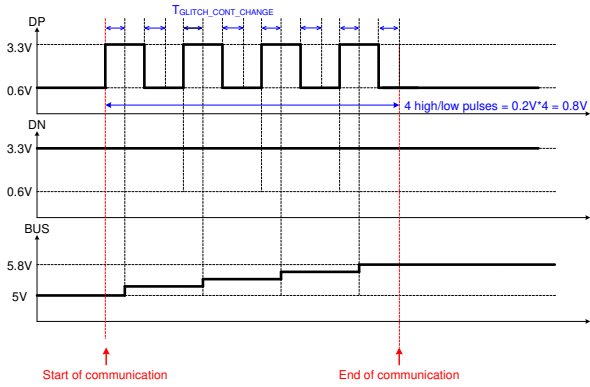 T_GLITCH_CONT_CHANGE
DP
3.3V
0.6V
4 high/low pulses = 0.2V*4 = 0.8V
DN
3.3V
0.6V
BUS
5.8V
5V
Start of communication
End of communication